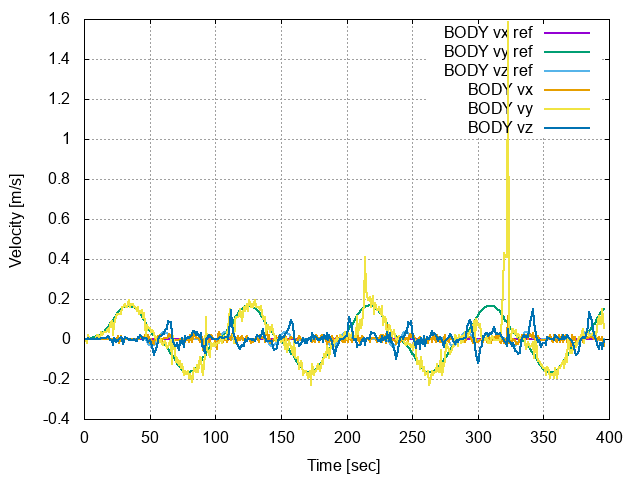 1.6
1.4
1.2
1
0.8
0.6
0.4
0.2
0
-0.2
-0.4
Velocity [m/s]
BODY vx ref
BODY vy ref
BODY vz ref
BODY vx
BODY vy
BODY vz
0 50 100 150 200 250 300 350 400
Time [sec]